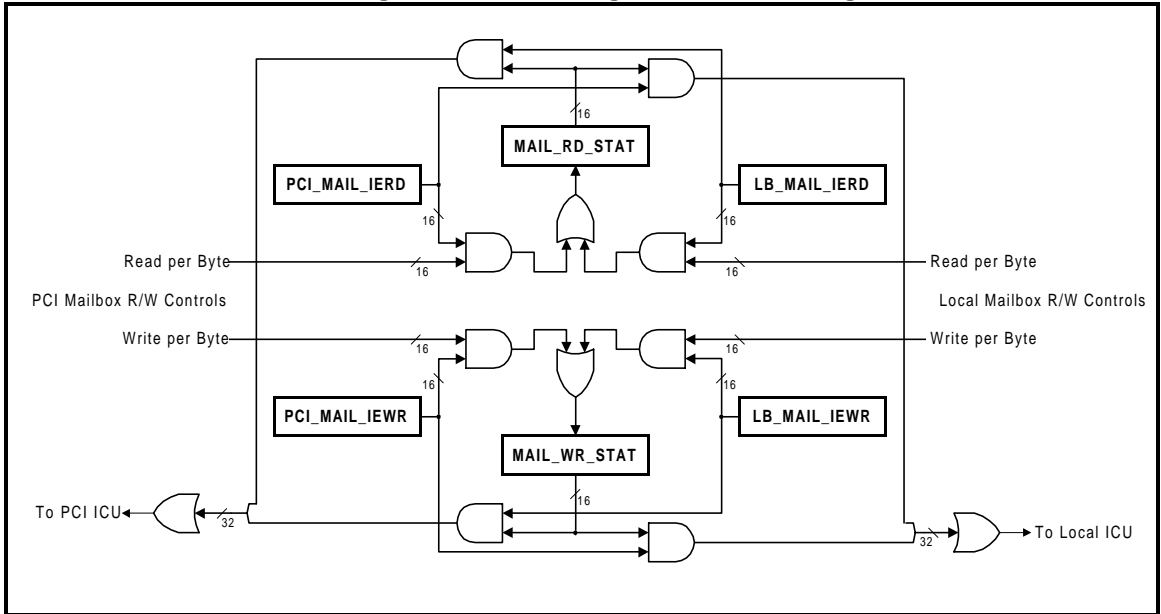 16
MAIL_RD_STAT
PCI_MAIL_IERD
LB_MAIL_IERD
16
16
Read per Byte
16
16
Read per Byte
PCI Mailbox R/W Controls
Local Mailbox R/W Controls
Write per Byte
16
16
Write per Byte
16
16
PCI_MAIL_IEWR
LB_MAIL_IEWR
MAIL_WR_STAT
16
To PCI ICU
32
32
To Local ICU